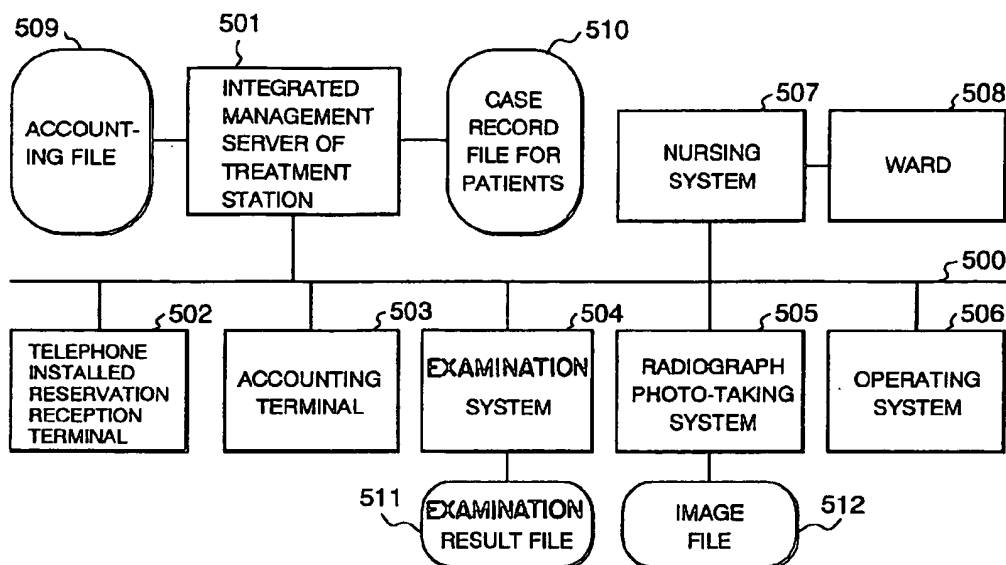 509
501
510
ACCOUNT-
ING FILE
INTEGRATED
MANAGEMENT
SERVER OF
TREATMENT
STATION
CASE
RECORD
FILE FOR
PATIENTS
507
508
NURSING
SYSTEM
WARD
500
502
503
504
505
506
TELEPHONE
INSTALLED
RESERVATION
RECEPTION
TERMINAL
ACCOUNTING
TERMINAL
EXAMINATION
SYSTEM
RADIOGRAPH
PHOTO-TAKING
SYSTEM
OPERATING
SYSTEM
511
EXAMINATION
RESULT FILE
IMAGE
FILE
512